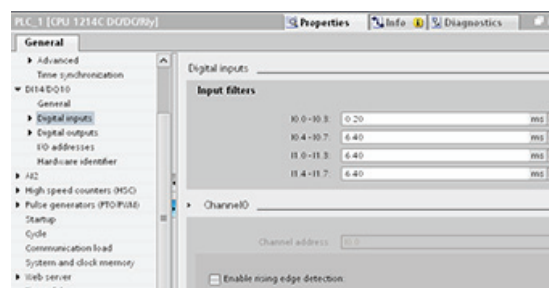 PLC_1 [CPU 1214C DC/DC/Rly]
Properties
Info
Diagnostics
General
Advanced
Time synchronization
DI14/DQ10
General
Digital inputs
Digital outputs
I/O addresses
Hardware identifier
AI2
High speed counters (HSC)
Pulse generators (PTO/PWM)
Startup
Cycle
Communication load
System and clock memory
Web server
Digital inputs
Input filters
I0.0-I0.3: 0.20 ms
I0.4-I0.7: 6.40 ms
I1.0-I1.3: 6.40 ms
I1.4-I1.7: 6.40 ms
Channel0
Channel address:
Enable rising edge detection: